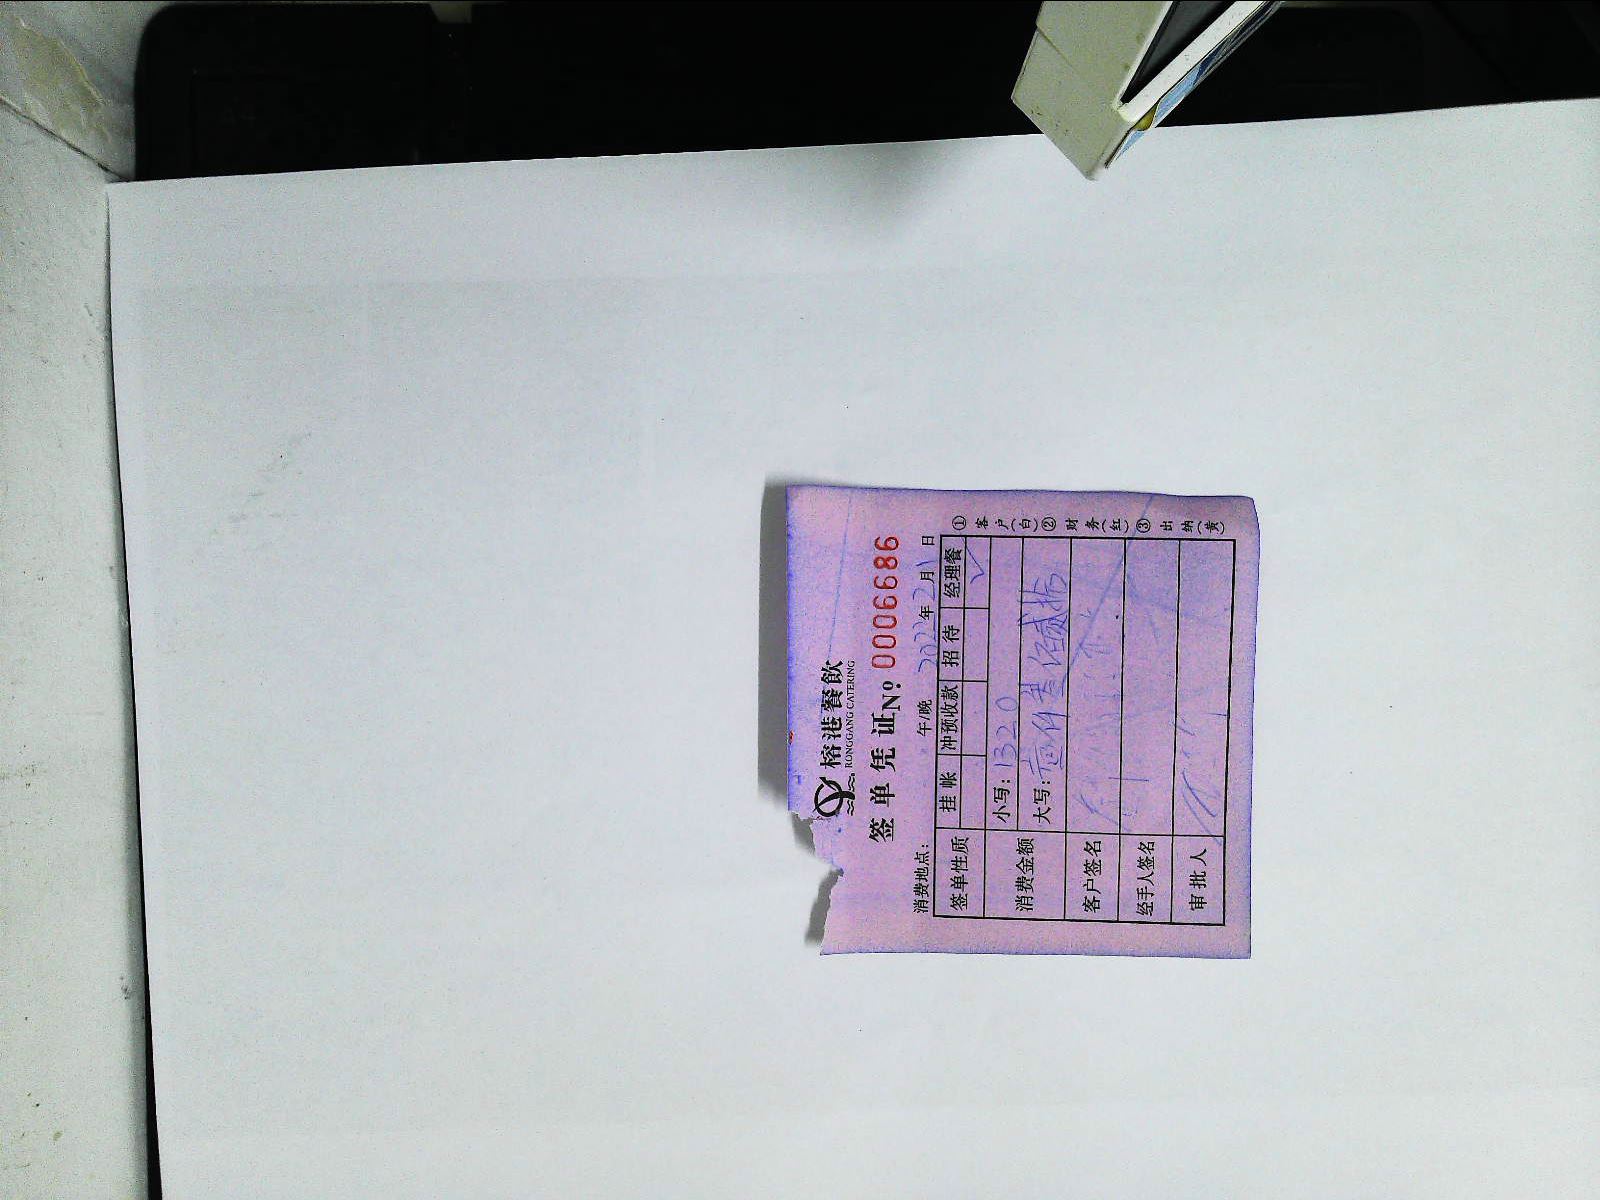 榕港餐飲
RONGGANG CATERING
签单凭证 № 0006686
消费地点： 午/晚 2022年2月1日
签单性质 挂帐 冲预收款 招待 经理餐
✓
消费金额 小写：1320
大写：壹仟叁佰贰拾
客户签名
经手人签名
审批人
①客户(白)②财务(红)③出纳(黄)